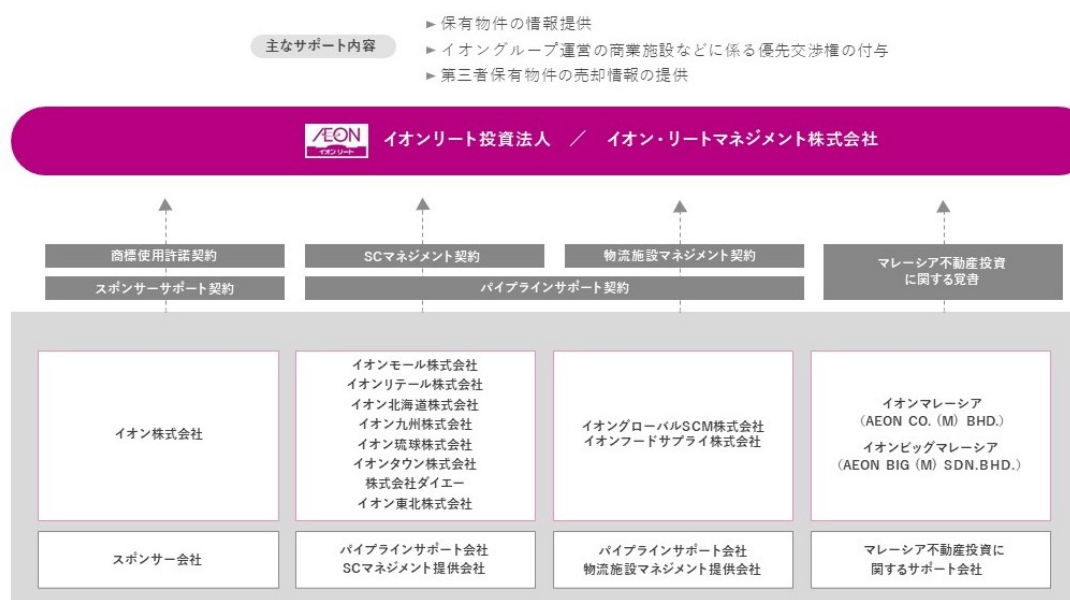 主なサポート内容
► 保有物件の情報提供
► イオングループ運営の商業施設などに係る優先交渉権の付与
► 第三者保有物件の売却情報の提供
ÆON
イオンリート
イオンリート投資法人 ／ イオン・リートマネジメント株式会社
商標使用許諾契約
スポンサーサポート契約
SCマネジメント契約
物流施設マネジメント契約
パイプラインサポート契約
マレーシア不動産投資
に関する覚書
イオン株式会社
イオンモール株式会社
イオンリテール株式会社
イオン北海道株式会社
イオン九州株式会社
イオン琉球株式会社
イオンタウン株式会社
株式会社ダイエー
イオン東北株式会社
イオングローバルSCM株式会社
イオンフードサプライ株式会社
イオンマレーシア
（AEON CO. (M) BHD.）
イオンビッグマレーシア
（AEON BIG (M) SDN.BHD.）
スポンサー会社
パイプラインサポート会社
SCマネジメント提供会社
パイプラインサポート会社
物流施設マネジメント提供会社
マレーシア不動産投資に
関するサポート会社